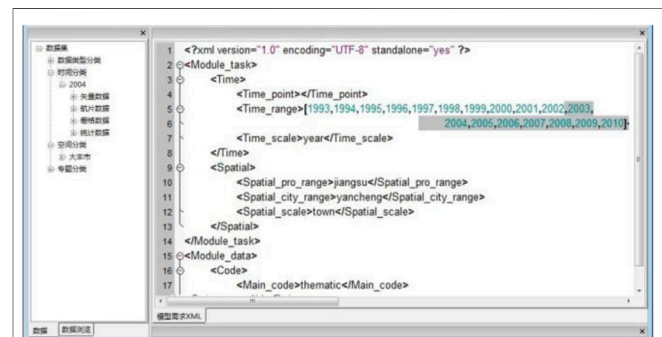 数据集
数据类型分类
时间分类
2004
矢量数据
航片数据
栅格数据
统计数据
空间分类
大丰市
专题分类
数据
数据浏览
1 <?xml version="1.0" encoding="UTF-8" standalone="yes" ?>
2 <Module_task>
3 <Time>
4 <Time_point></Time_point>
5 <Time_range>[1993,1994,1995,1996,1997,1998,1999,2000,2001,2002,2003,
6 2004,2005,2006,2007,2008,2009,2010]
7 <Time_scale>year</Time_scale>
8 </Time>
9 <Spatial>
10 <Spatial_pro_range>jiangsu</Spatial_pro_range>
11 <Spatial_city_range>yancheng</Spatial_city_range>
12 <Spatial_scale>town</Spatial_scale>
13 </Spatial>
14 </Module_task>
15 <Module_data>
16 <Code>
17 <Main_code>thematic</Main_code>
模型需求XML